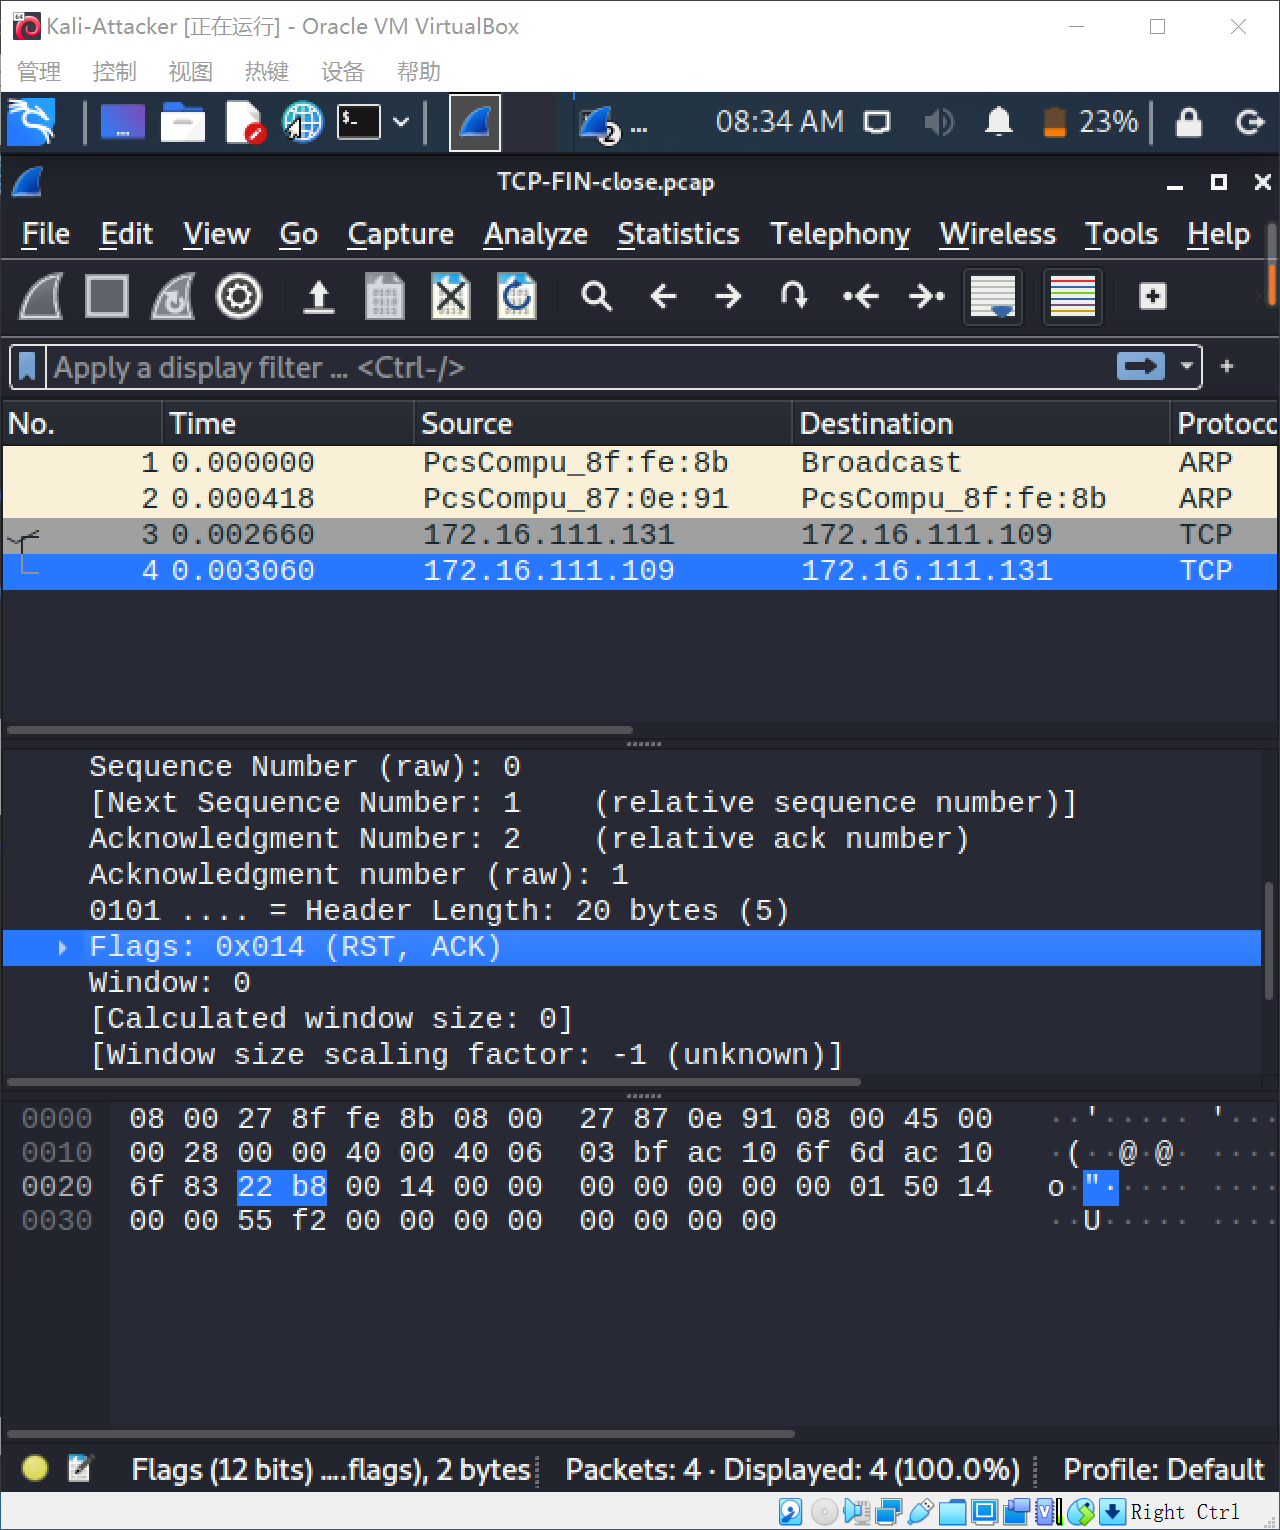 Kali-Attacker [正在运行] - Oracle VM VirtualBox
管理 控制 视图 热键 设备 帮助
$_ 2 ... 08:34 AM 23%
TCP-FIN-close.pcap
File Edit View Go Capture Analyze Statistics Telephony Wireless Tools Help
Apply a display filter ... <Ctrl-/> +
No. Time Source Destination Protoco
1 0.000000 PcsCompu_8f:fe:8b Broadcast ARP
2 0.000418 PcsCompu_87:0e:91 PcsCompu_8f:fe:8b ARP
3 0.002660 172.16.111.131 172.16.111.109 TCP
4 0.003060 172.16.111.109 172.16.111.131 TCP
Sequence Number (raw): 0
[Next Sequence Number: 1 (relative sequence number)]
Acknowledgment Number: 2 (relative ack number)
Acknowledgment number (raw): 1
0101 .... = Header Length: 20 bytes (5)
Flags: 0x014 (RST, ACK)
Window: 0
[Calculated window size: 0]
[Window size scaling factor: -1 (unknown)]
0000 08 00 27 8f fe 8b 08 00 27 87 0e 91 08 00 45 00 ··'····· '···
0010 00 28 00 00 40 00 40 06 03 bf ac 10 6f 6d ac 10 ·(··@·@· ····
0020 6f 83 22 b8 00 14 00 00 00 00 00 00 00 01 50 14 o·"····· ····
0030 00 00 55 f2 00 00 00 00 00 00 00 00 ··U····· ····
Flags (12 bits) ....flags), 2 bytes Packets: 4 · Displayed: 4 (100.0%) Profile: Default
Right Ctrl